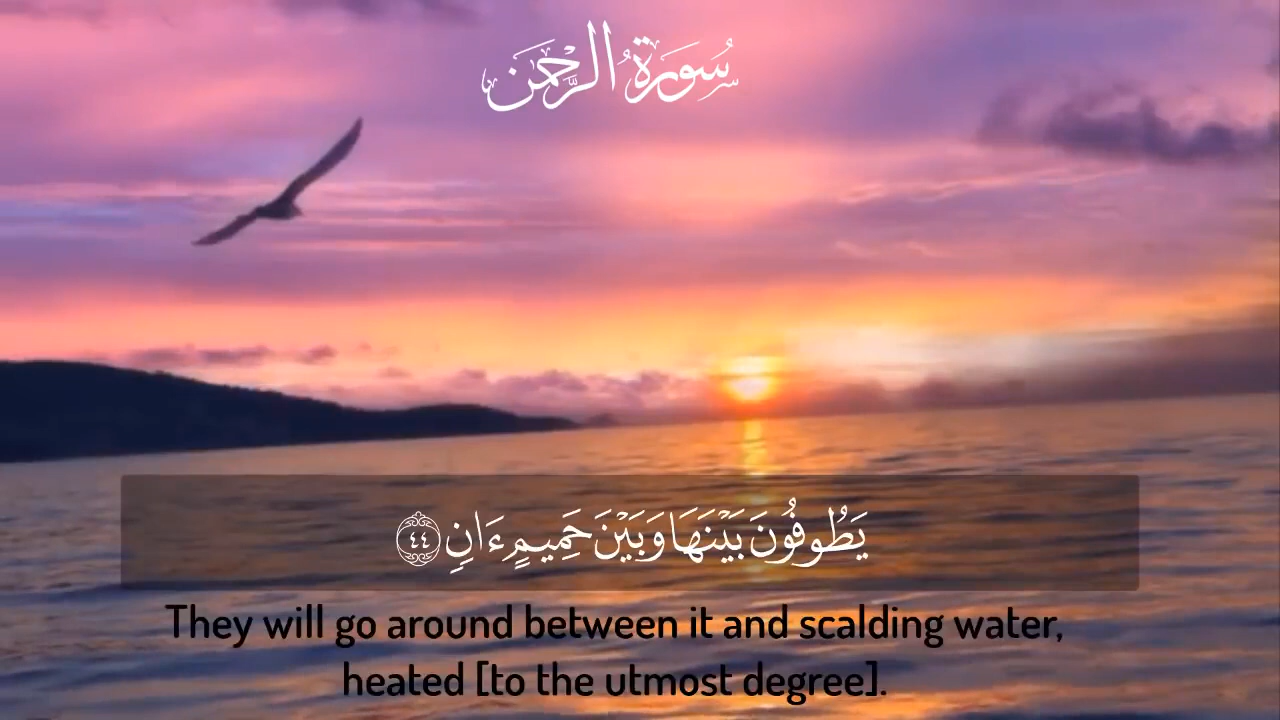 سُورَةُ الرَّحْمٰن
يَطُوفُونَ بَيْنَهَا وَبَيْنَ حَمِيمٍ ءَانٍ ٤٤
They will go around between it and scalding water,
heated [to the utmost degree].